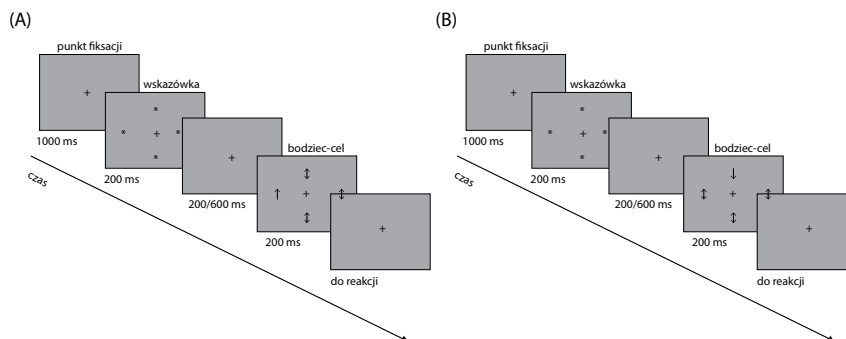 (A)
punkt fiksacji
wskazówka
1000 ms
bodziec-cel
200 ms
czas
200/600 ms
200 ms
do reakcji
(B)
punkt fiksacji
wskazówka
1000 ms
bodziec-cel
200 ms
czas
200/600 ms
200 ms
do reakcji